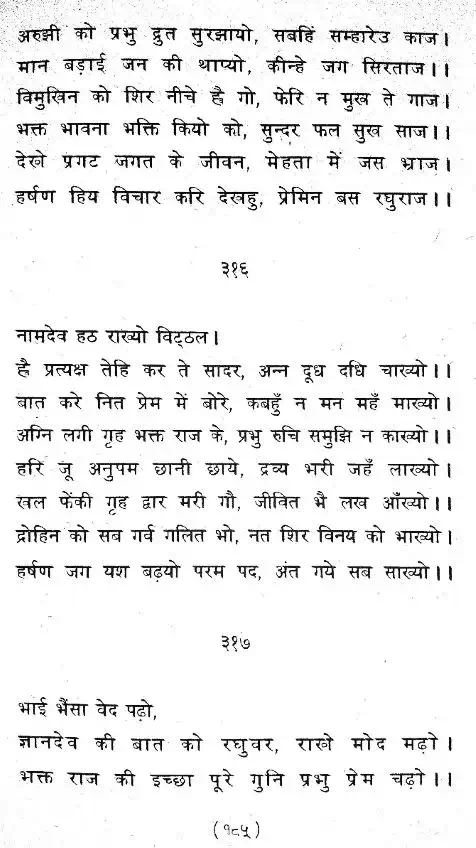 अरुझी को प्रभु द्रुत सुरझायो, सबहिं सम्हारेउ काज।
मान बड़ाई जन की थाप्यो, कीन्हे जग सिरताज।।
विमुखिन को शिर नीचे ह्वै गो, फेरि न मुख ते गाज।
भक्त भावना भक्ति कियो को, सुन्दर फल सुख साज।।
देखे प्रगट जगत के जीवन, मेहता में जस भ्राज।
हर्षण हिय विचार करि देखहु, प्रेमिन बस रघुराज।।
३१६
नामदेव हठ राख्यो विट्ठल।
ह्वै प्रत्यक्ष तेहि कर ते सादर, अन्न दूध दधि चाख्यो।।
बात करे नित प्रेम में बोरे, कबहुँ न मन महँ माख्यो।
अग्नि लगी गृह भक्त राज के, प्रभु रुचि समुझि न काख्यो।।
हरि जू अनुपम छानी छाये, द्रव्य भरी जहँ लाख्यो।
खल फेंकी गृह द्वार मरी गौ, जीवित भै लख आँख्यो।।
द्रोहिन को सब गर्व गलित भो, नत शिर विनय को भाख्यो।
हर्षण जग यश बढ़यो परम पद, अंत गये सब साख्यो।।
३१७
भाई भैंसा वेद पढ़ो,
ज्ञानदेव की बात को रघुवर, राखे मोद मढ़ो।
भक्त राज की इच्छा पूरे गुनि प्रभु प्रेम चढ़ो।।
(१८५)